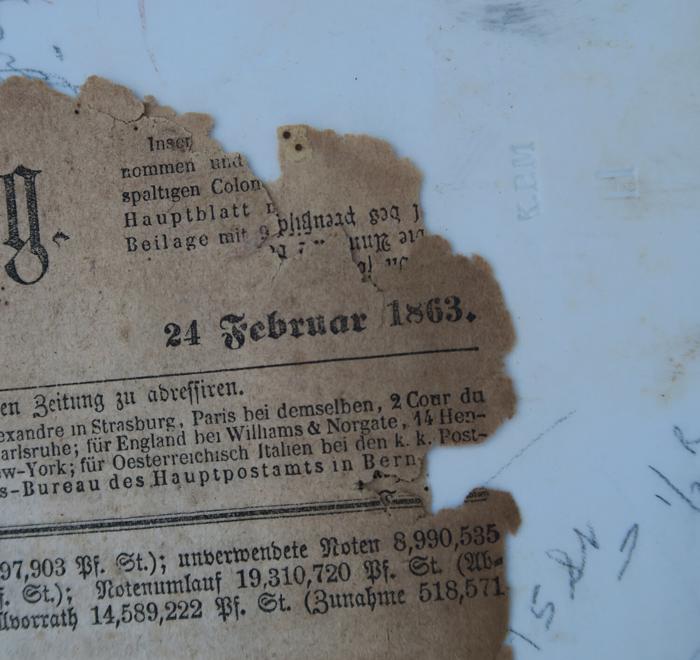 g.
Inser
nommen und
spaltigen Colon
Hauptblatt
Beilage mit 9
24 Februar 1863.
en Zeitung zu adressiren.
exandre in Strasburg, Paris bei demselben, 2 Cour du
arlsruhe; für England bei Williams & Norgate, 14 Hen-
w-York; für Oesterreichisch Italien bei den k. k. Post-
s-Bureau des Hauptpostamts in Bern
97,903 Pf. St.); unverwendete Noten 8,990,535
f. St.); Notenumlauf 19,310,720 Pf. St. (Ab-
llvorrath 14,589,222 Pf. St. (Zunahme 518,571
K.P.M